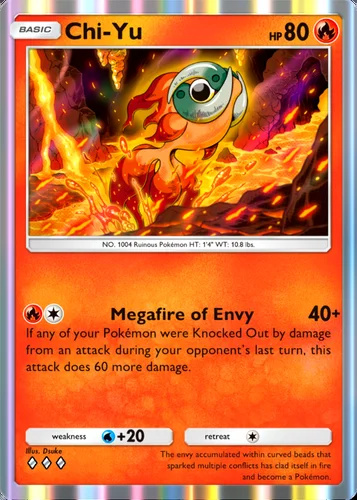 BASIC Chi-Yu HP 80
NO. 1004 Ruinous Pokémon HT: 1'4" WT: 10.8 lbs.
Megafire of Envy 40+
If any of your Pokémon were Knocked Out by damage
from an attack during your opponent's last turn, this
attack does 60 more damage.
weakness +20 retreat
Illus. Dsuke
The envy accumulated within curved beads that
sparked multiple conflicts has clad itself in fire
and become a Pokémon.